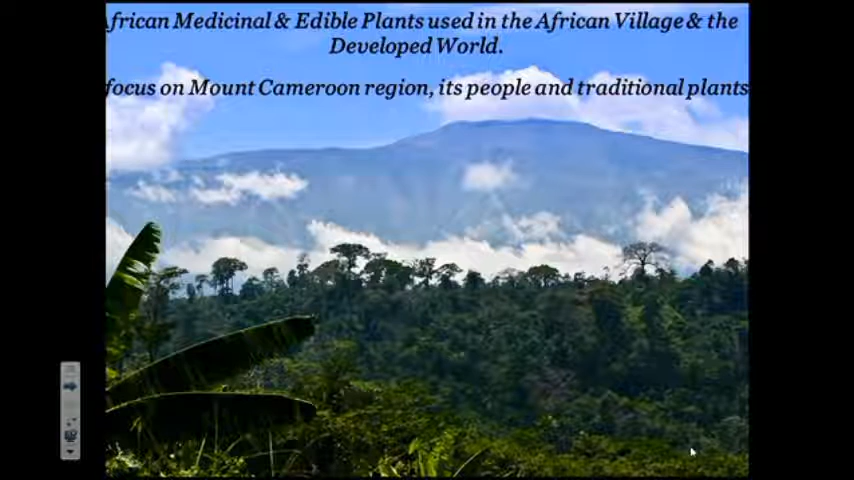 African Medicinal & Edible Plants used in the African Village & the
Developed World.
focus on Mount Cameroon region, its people and traditional plants